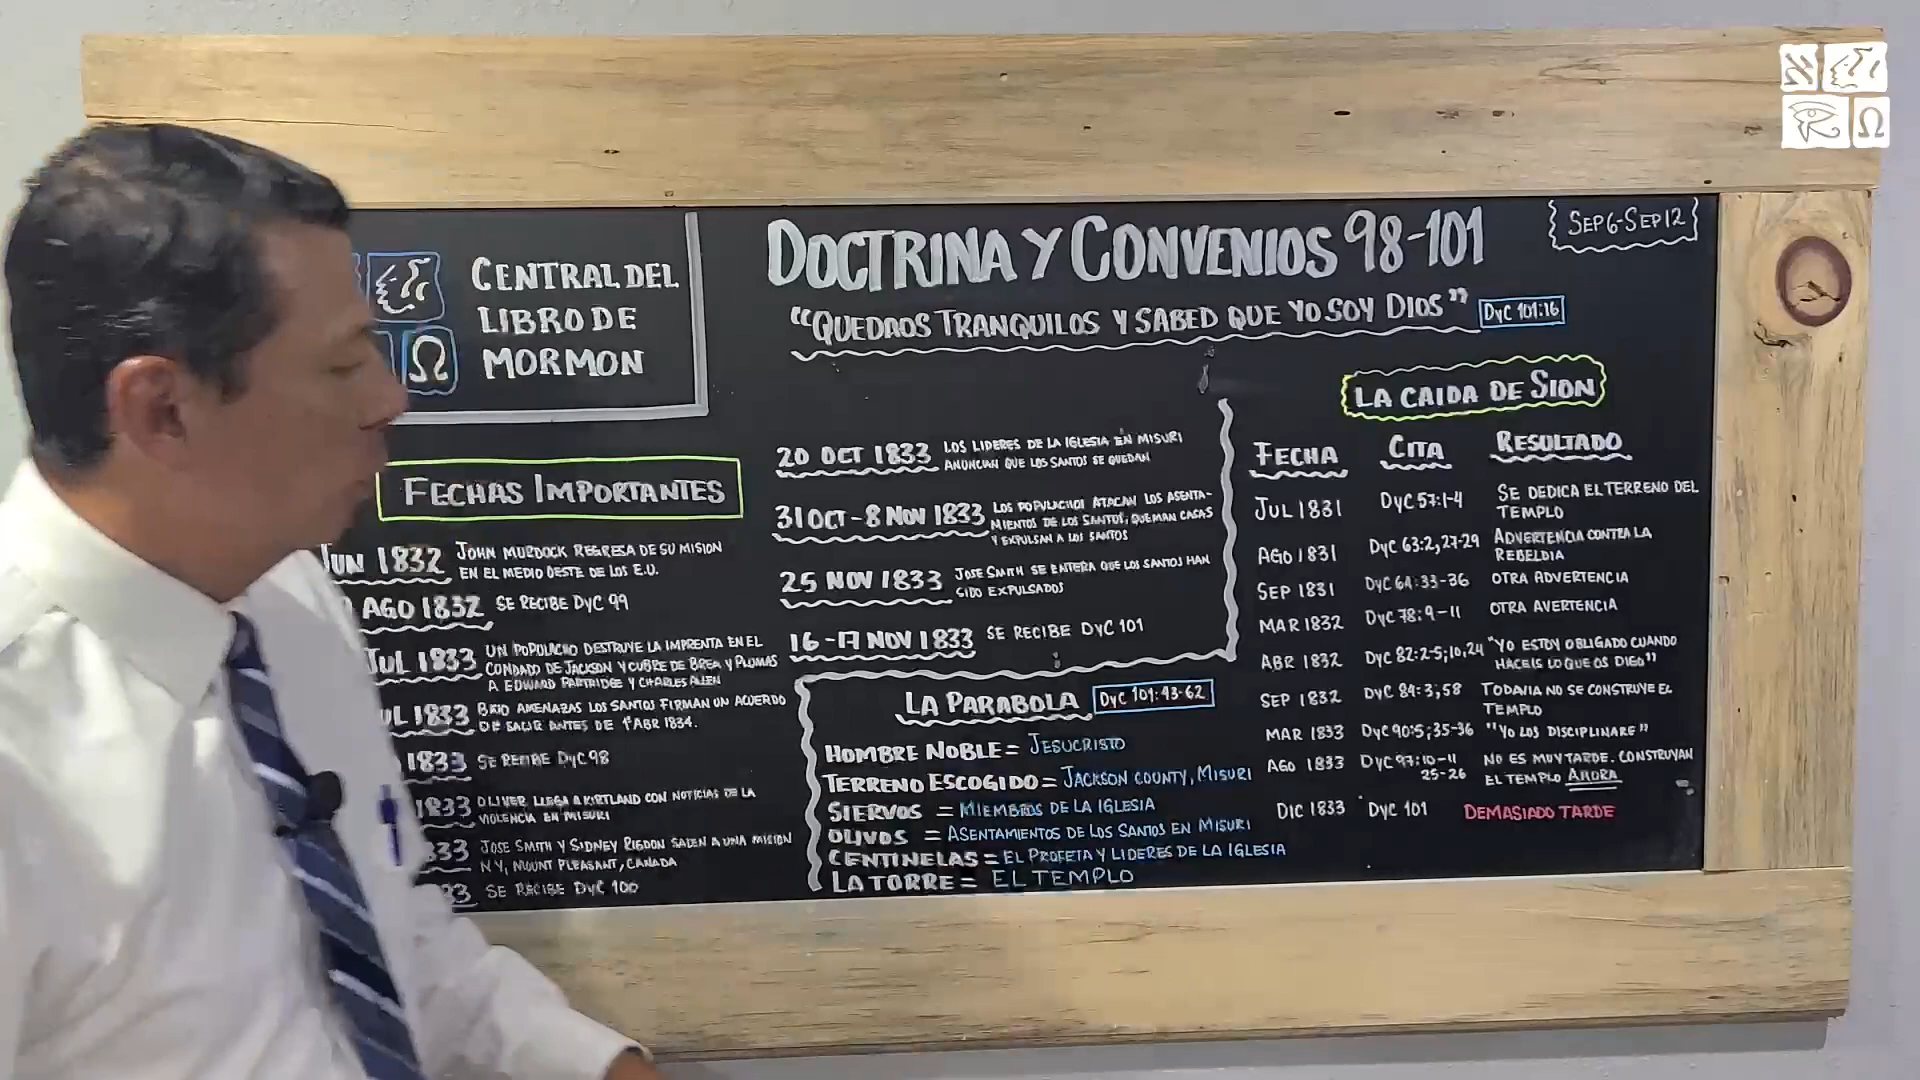 CENTRAL DEL
LIBRO DE
MORMON
DOCTRINA Y CONVENIOS 98-101
SEP 6-SEP 12
"QUEDAOS TRANQUILOS Y SABED QUE YO SOY DIOS"
DyC 101:16
FECHAS IMPORTANTES
JUN 1832 JOHN MURDOCK REGRESA DE SU MISION
EN EL MEDIO OESTE DE LOS E.U.
AGO 1832 SE RECIBE DyC 99
JUL 1833 UN POPULACHO DESTRUYE LA IMPRENTA EN EL
CONDADO DE JACKSON Y CUBRE DE BREA Y PLUMAS
A EDWARD PARTRIDGE Y CHARLES ALLEN
UL 1833 BAJO AMENAZAS LOS SANTOS FIRMAN UN ACUERDO
DE SALIR ANTES DE 1° ABR 1834.
1833 SE RECIBE DyC 98
1833 OLIVER LLEGA A KIRTLAND CON NOTICIAS DE LA
VIOLENCIA EN MISURI
833 JOSE SMITH Y SIDNEY RIGDON SALEN A UNA MISION
N.Y, MOUNT PLEASANT, CANADA
33 SE RECIBE DyC 100
20 OCT 1833 LOS LIDERES DE LA IGLESIA EN MISURI
ANUNCIAN QUE LOS SANTOS SE QUEDAN
31 OCT-8 NOV 1833 LOS POPULACHOS ATACAN LOS ASENTA-
MIENTOS DE LOS SANTOS, QUEMAN CASAS
Y EXPULSAN A LOS SANTOS
25 NOV 1833 JOSE SMITH SE ENTERA QUE LOS SANTOS HAN
SIDO EXPULSADOS
16-17 NOV 1833 SE RECIBE DyC 101
LA PARABOLA DyC 101:43-62
HOMBRE NOBLE = JESUCRISTO
TERRENO ESCOGIDO = JACKSON COUNTY, MISURI
SIERVOS = MIEMBROS DE LA IGLESIA
OLIVOS = ASENTAMIENTOS DE LOS SANTOS EN MISURI
CENTINELAS = EL PROFETA Y LIDERES DE LA IGLESIA
LA TORRE = EL TEMPLO
LA CAIDA DE SION
FECHA CITA RESULTADO
JUL 1831 DyC 57:1-4 SE DEDICA EL TERRENO DEL
TEMPLO
AGO 1831 DyC 63:2,27-29 ADVERTENCIA CONTRA LA
REBELDIA
SEP 1831 DyC 64:33-36 OTRA ADVERTENCIA
MAR 1832 DyC 78:9-11 OTRA AVERTENCIA
ABR 1832 DyC 82:2-5;10,24 "YO ESTOY OBLIGADO CUANDO
HACEIS LO QUE OS DIGO"
SEP 1832 DyC 84:3;58 TODAVIA NO SE CONSTRUYE EL
TEMPLO
MAR 1833 DyC 90:5;35-36 "YO LOS DISCIPLINARE"
AGO 1833 DyC 97:10-11 NO ES MUY TARDE. CONSTRUYAN
25-26 EL TEMPLO AHORA
DIC 1833 DyC 101 DEMASIADO TARDE